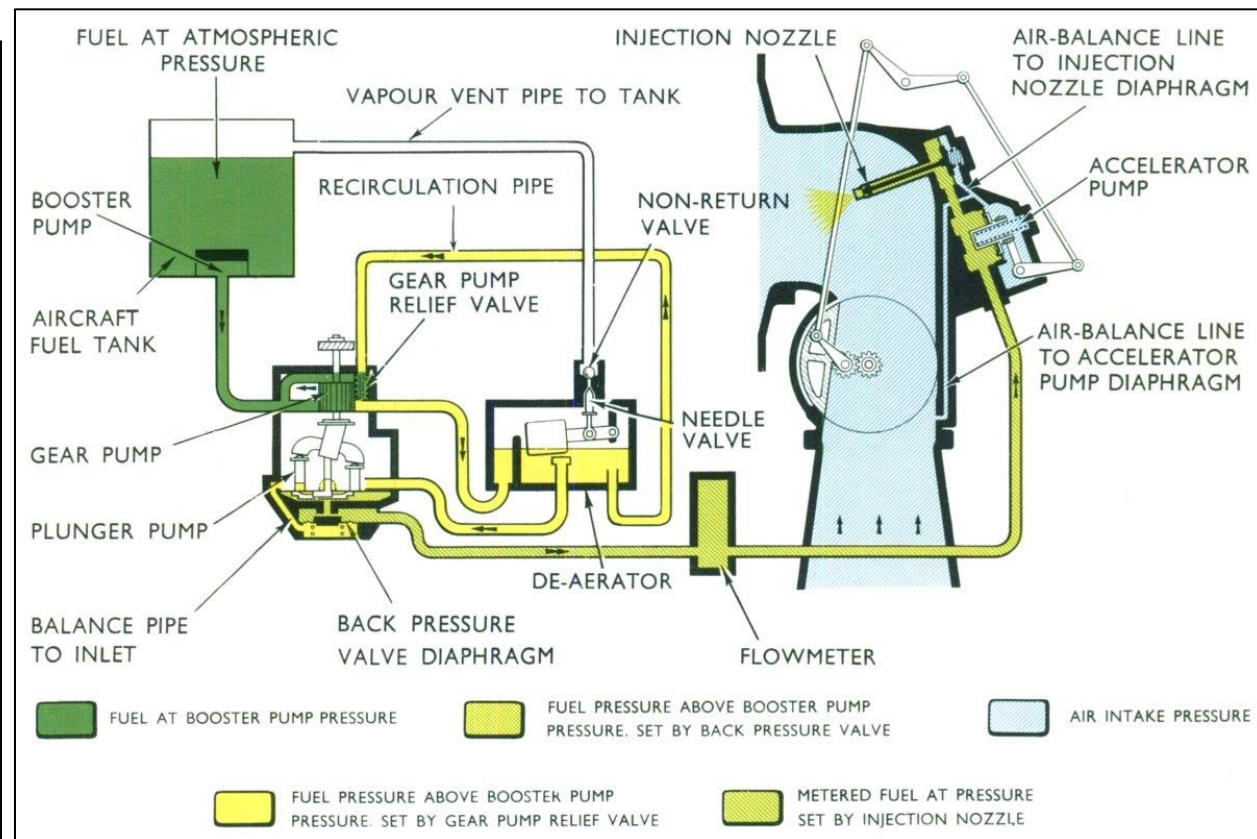 FUEL AT ATMOSPHERIC
PRESSURE
INJECTION NOZZLE
AIR-BALANCE LINE
TO INJECTION
NOZZLE DIAPHRAGM
VAPOUR VENT PIPE TO TANK
ACCELERATOR
PUMP
RECIRCULATION PIPE
BOOSTER
PUMP
NON-RETURN
VALVE
GEAR PUMP
RELIEF VALVE
AIRCRAFT
FUEL TANK
AIR-BALANCE LINE
TO ACCELERATOR
PUMP DIAPHRAGM
NEEDLE
VALVE
GEAR PUMP
PLUNGER PUMP
DE-AERATOR
BALANCE PIPE
TO INLET
BACK PRESSURE
VALVE DIAPHRAGM
FLOWMETER
FUEL AT BOOSTER PUMP PRESSURE
FUEL PRESSURE ABOVE BOOSTER PUMP
PRESSURE. SET BY BACK PRESSURE VALVE
AIR INTAKE PRESSURE
FUEL PRESSURE ABOVE BOOSTER PUMP
PRESSURE. SET BY GEAR PUMP RELIEF VALVE
METERED FUEL AT PRESSURE
SET BY INJECTION NOZZLE